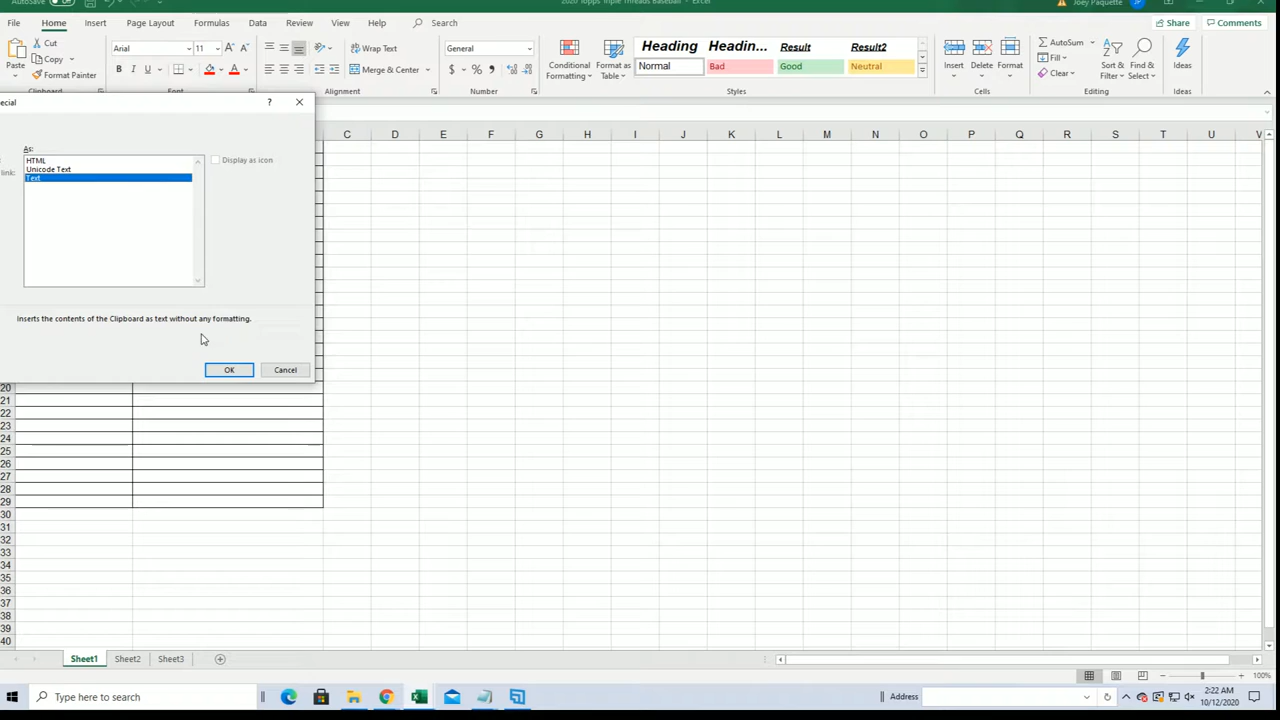 AutoSave Off 2020 Topps Triple Threads Baseball - Excel Joey Paquette
File Home Insert Page Layout Formulas Data Review View Help Search Share Comments
Paste Cut Copy Format Painter
Arial 11
B I U A
Wrap Text
Merge & Center
General
$ % ,
Conditional Formatting Format as Table
Heading Headin... Result Result2
Normal Bad Good Neutral
Insert Delete Format
AutoSum Fill Clear
Sort & Filter Find & Select
Ideas
Clipboard Font Alignment Number Styles Cells Editing Ideas
ecial ?
As:
link:
HTML
Unicode Text
Text
Display as icon
Inserts the contents of the Clipboard as text without any formatting.
OK Cancel
C D E F G H I J K L M N O P Q R S T U V
20
21
22
23
24
25
26
27
28
29
30
31
32
33
34
35
36
37
38
39
40
Sheet1 Sheet2 Sheet3
100%
Type here to search
Address
2:22 AM
10/12/2020